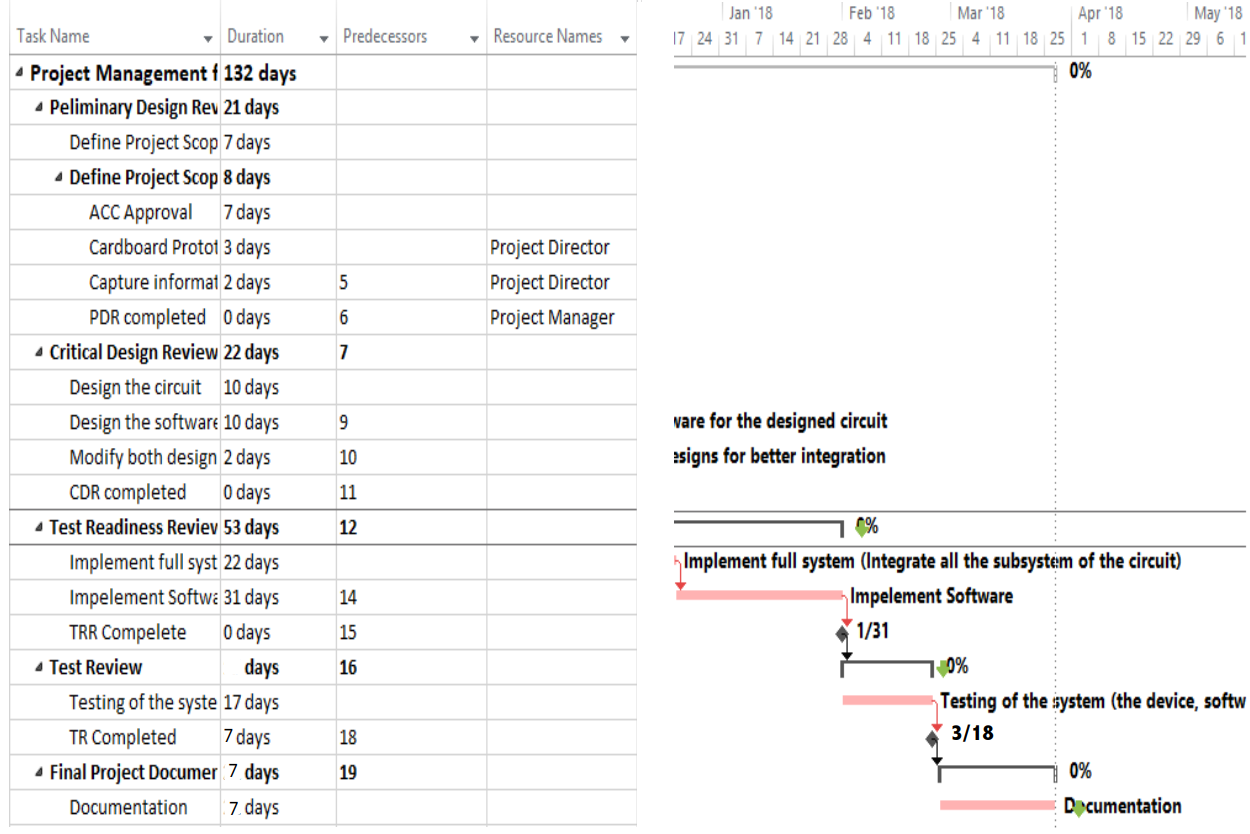 Task Name Duration Predecessors Resource Names
Jan '18 Feb '18 Mar '18 Apr '18 May '18
17 24 31 7 14 21 28 4 11 18 25 4 11 18 25 1 8 15 22 29 6 1
Project Management f 132 days 0%
Peliminary Design Rev 21 days
Define Project Scop 7 days
Define Project Scop 8 days
ACC Approval 7 days
Cardboard Protot 3 days Project Director
Capture informat 2 days 5 Project Director
PDR completed 0 days 6 Project Manager
Critical Design Review 22 days 7
Design the circuit 10 days
Design the software 10 days 9 ware for the designed circuit
Modify both design 2 days 10 esigns for better integration
CDR completed 0 days 11
Test Readiness Review 53 days 12 0%
Implement full syst 22 days Implement full system (Integrate all the subsystem of the circuit)
Impelement Softwa 31 days 14 Impelement Software
TRR Compelete 0 days 15 1/31
Test Review days 16 0%
Testing of the syste 17 days Testing of the system (the device, softw
TR Completed 7 days 18 3/18
Final Project Documer 7 days 19 0%
Documentation 7 days Documentation